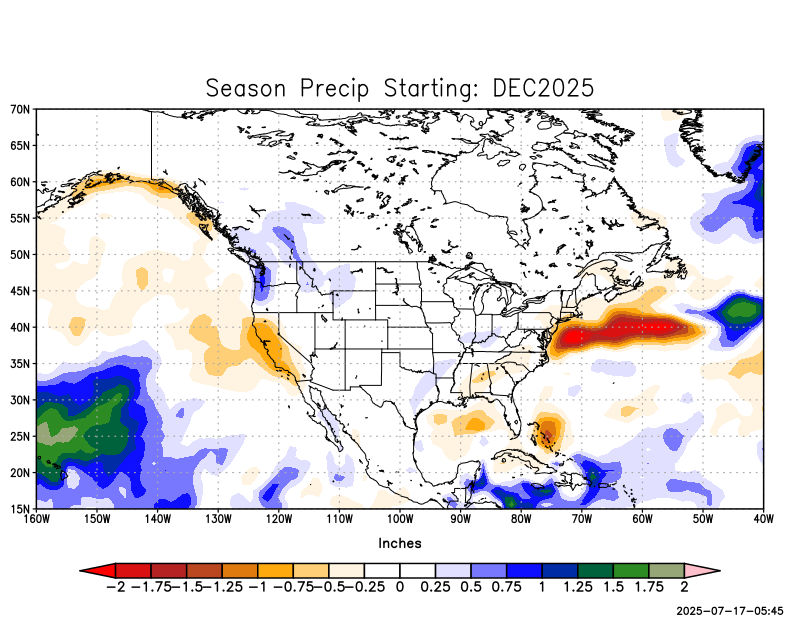 Season Precip Starting: DEC2025
70N
65N
60N
55N
50N
45N
40N
35N
30N
25N
20N
15N
160W 150W 140W 130W 120W 110W 100W 90W 80W 70W 60W 50W 40W
Inches
-2 -1.75 -1.5 -1.25 -1 -0.75 -0.5 -0.25 0 0.25 0.5 0.75 1 1.25 1.5 1.75 2
2025-07-17-05:45